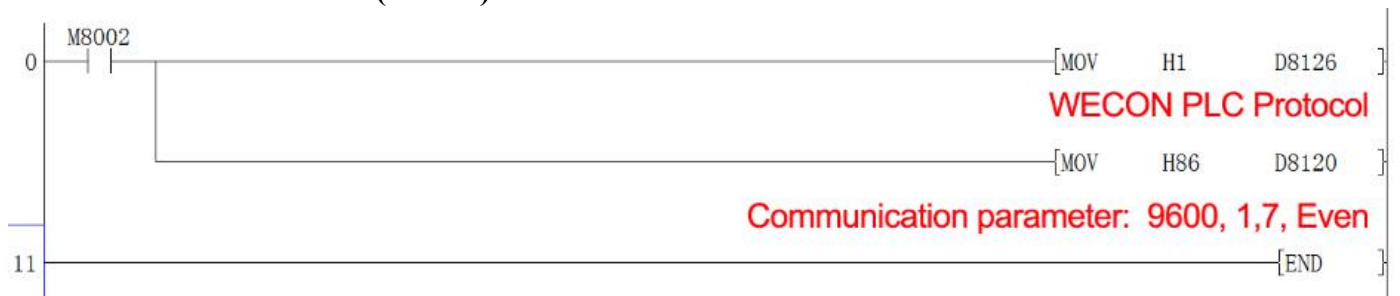 M8002
0 [MOV H1 D8126 ]
WECON PLC Protocol
[MOV H86 D8120 ]
Communication parameter: 9600, 1,7, Even
11 [END ]